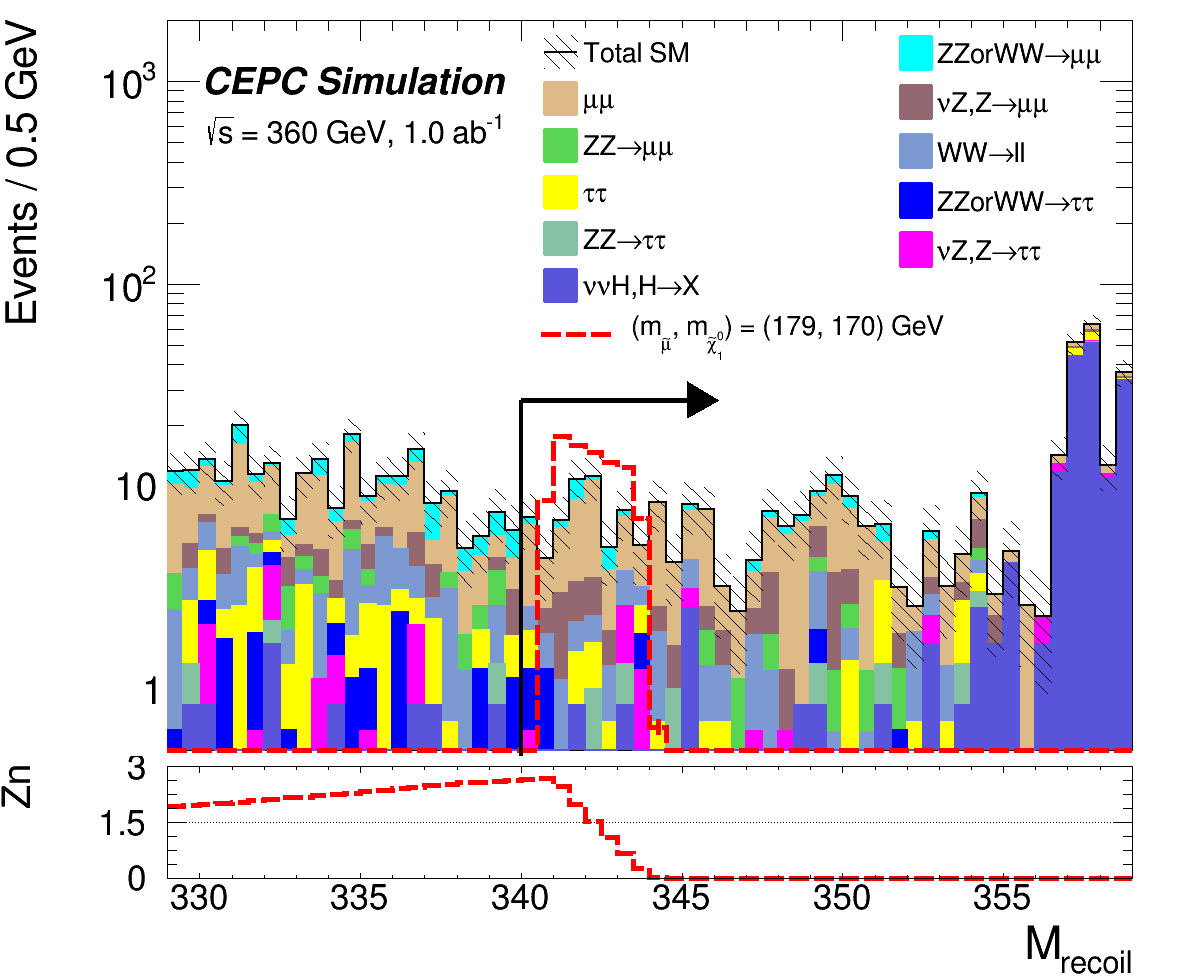 Events / 0.5 GeV
10³
10²
10
1
CEPC Simulation
√s = 360 GeV, 1.0 ab⁻¹
Total SM
μμ
ZZ→μμ
ττ
ZZ→ττ
ννH,H→X
ZZorWW→μμ
νZ,Z→μμ
WW→ll
ZZorWW→ττ
νZ,Z→ττ
(m_μ̃, m_χ̃⁰₁) = (179, 170) GeV
Zn
3
1.5
0
330 335 340 345 350 355
M_recoil